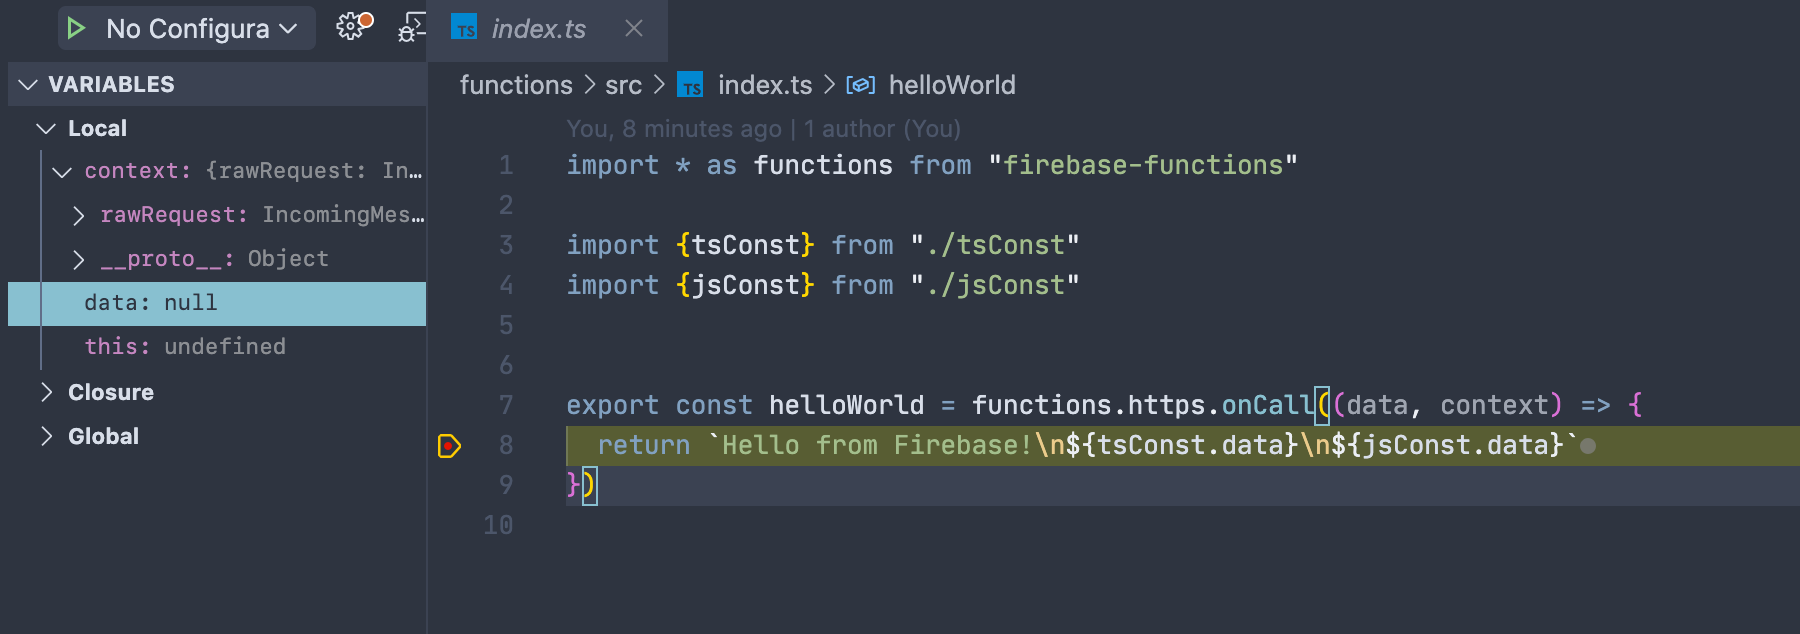 No Configura
TS index.ts
VARIABLES
functions > src > TS index.ts > helloWorld
Local
You, 8 minutes ago | 1 author (You)
context: {rawRequest: In…
rawRequest: IncomingMes…
__proto__: Object
data: null
this: undefined
Closure
Global
1 import * as functions from "firebase-functions"
2
3 import {tsConst} from "./tsConst"
4 import {jsConst} from "./jsConst"
5
6
7 export const helloWorld = functions.https.onCall((data, context) => {
8 return `Hello from Firebase!\n${tsConst.data}\n${jsConst.data}`
9 })
10